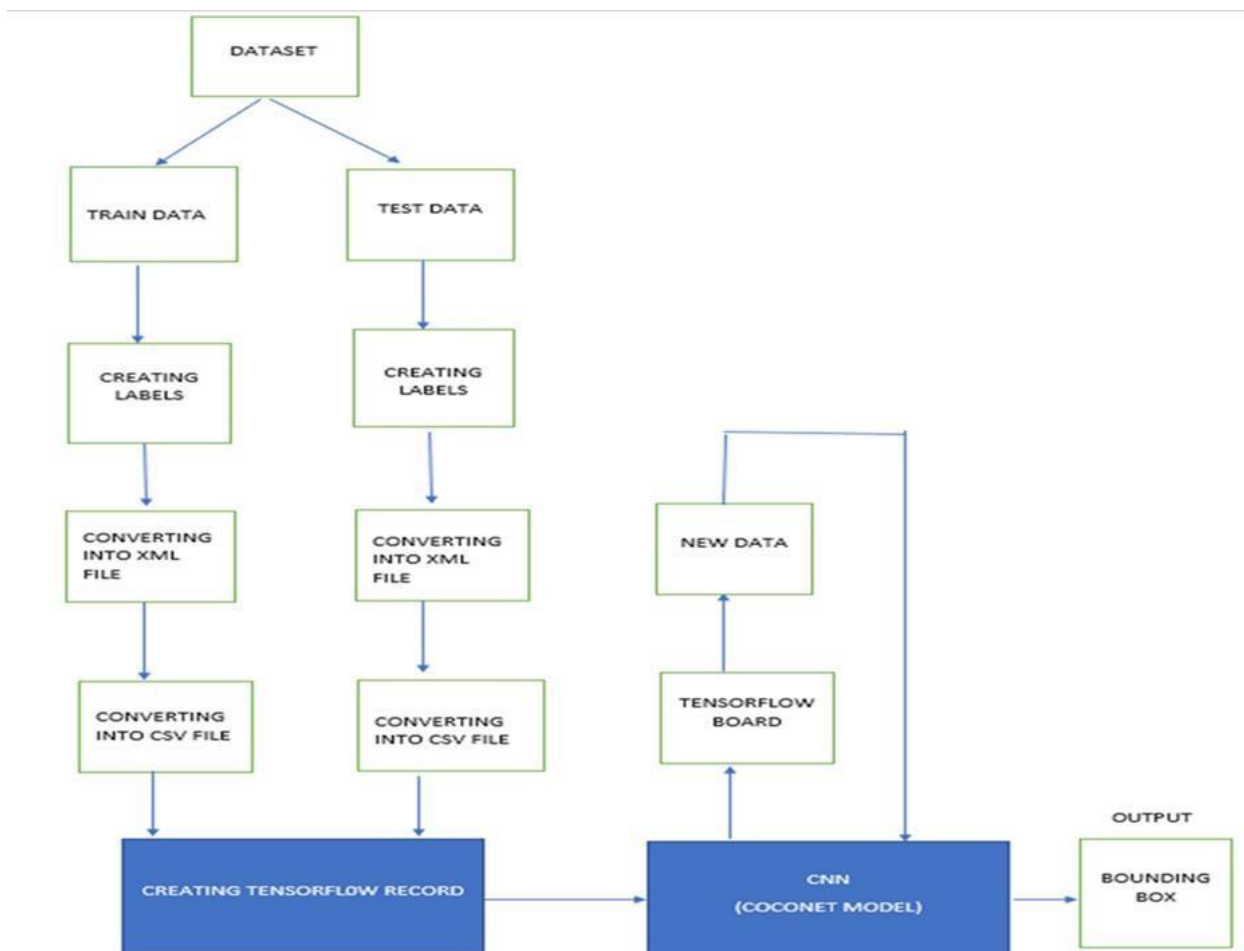 DATASET
TRAIN DATA
TEST DATA
CREATING
LABELS
CREATING
LABELS
CONVERTING
INTO XML
FILE
CONVERTING
INTO XML
FILE
NEW DATA
CONVERTING
INTO CSV FILE
CONVERTING
INTO CSV FILE
TENSORFLOW
BOARD
CREATING TENSORFL0W RECORD
CNN
(COCONET MODEL)
OUTPUT
BOUNDING
BOX